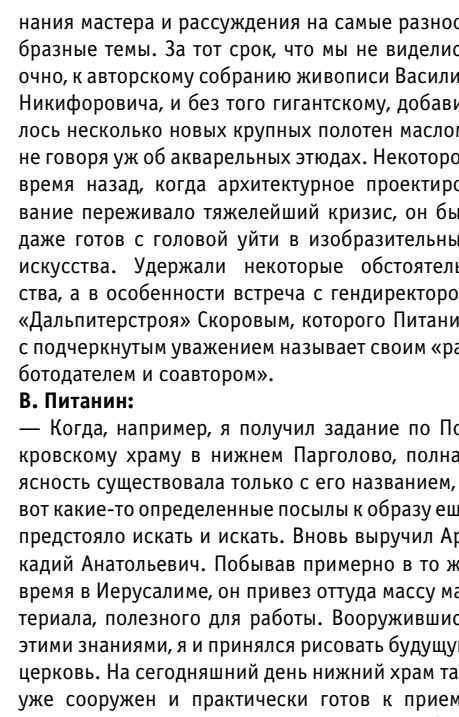 нания мастера и рассуждения на самые разноо
бразные темы. За тот срок, что мы не виделис
очно, к авторскому собранию живописи Васили
Никифоровича, и без того гигантскому, добави
лось несколько новых крупных полотен маслом
не говоря уж об акварельных этюдах. Некоторо
время назад, когда архитектурное проектиро
вание переживало тяжелейший кризис, он бы
даже готов с головой уйти в изобразительны
искусства. Удержали некоторые обстоятель
ства, а в особенности встреча с гендиректоро
«Дальпитерстроя» Скоровым, которого Питани
с подчеркнутым уважением называет своим «ра
ботодателем и соавтором».
В. Питанин:
— Когда, например, я получил задание по По
кровскому храму в нижнем Парголово, полна
ясность существовала только с его названием,
вот какие-то определенные посылы к образу ещ
предстояло искать и искать. Вновь выручил Ар
кадий Анатольевич. Побывав примерно в то ж
время в Иерусалиме, он привез оттуда массу ма
териала, полезного для работы. Вооружившис
этими знаниями, я и принялся рисовать будущу
церковь. На сегодняшний день нижний храм та
уже сооружен и практически готов к прием